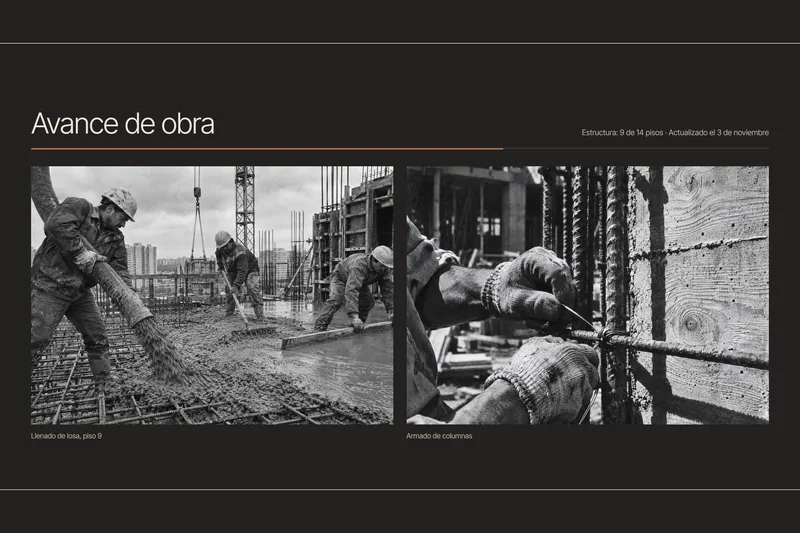 Avance de obra
Estructura: 9 de 14 pisos · Actualizado el 3 de noviembre
Llenado de losa, piso 9
Armado de columnas